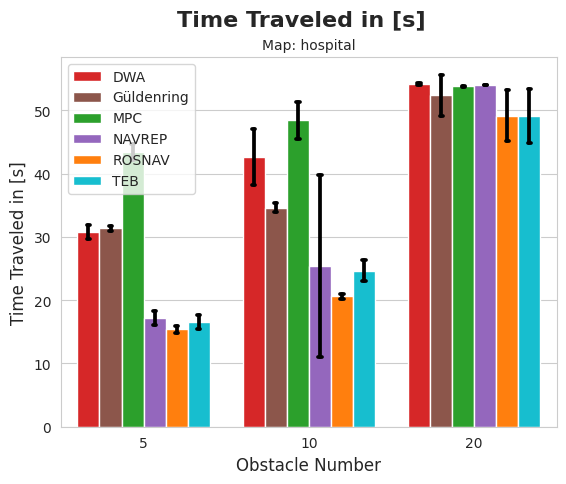 Time Traveled in [s]
Map: hospital
DWA
Güldenring
MPC
NAVREP
ROSNAV
TEB
Time Traveled in [s]
50
40
30
20
10
0
5
10
20
Obstacle Number